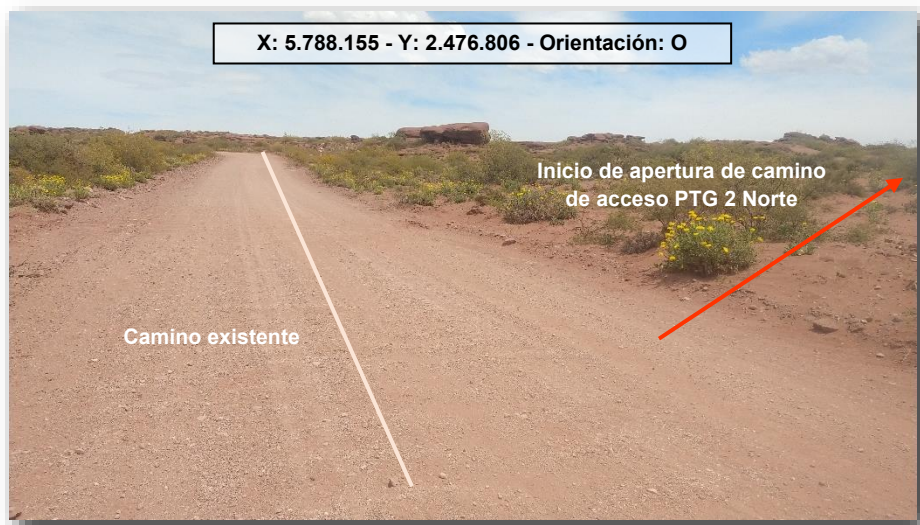 X: 5.788.155 - Y: 2.476.806 - Orientación: O
Inicio de apertura de camino
de acceso PTG 2 Norte
Camino existente